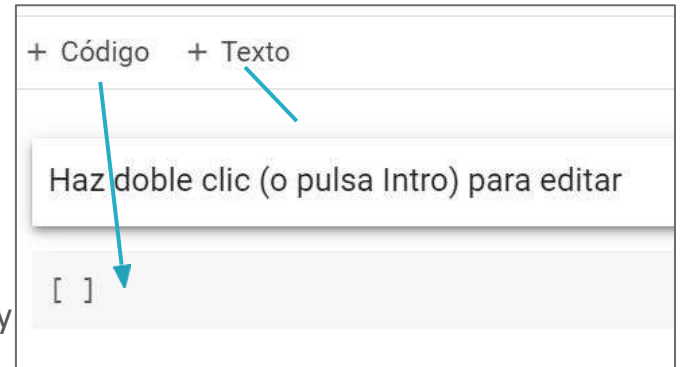 + Código + Texto
Haz doble clic (o pulsa Intro) para editar
[ ]
y